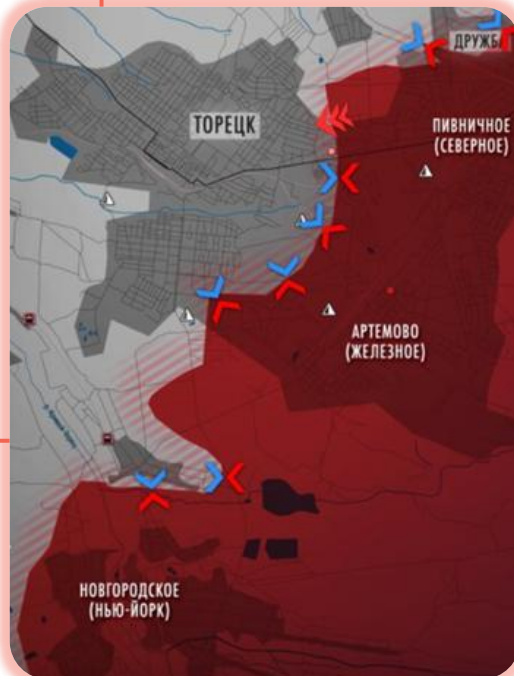 ДРУЖБА
ТОРЕЦК
ПИВНИЧНОЕ
(СЕВЕРНОЕ)
АРТЕМОВО
(ЖЕЛЕЗНОЕ)
НОВГОРОДСКОЕ
(НЬЮ-ЙОРК)